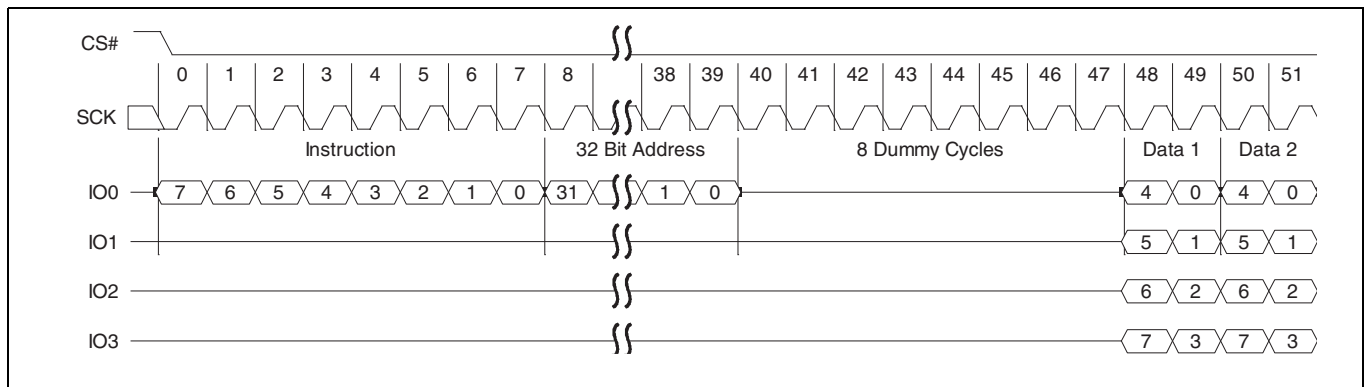 CS#
0 1 2 3 4 5 6 7 8 38 39 40 41 42 43 44 45 46 47 48 49 50 51
SCK
Instruction 32 Bit Address 8 Dummy Cycles Data 1 Data 2
IO0 7 6 5 4 3 2 1 0 31 1 0 4 0 4 0
IO1 5 1 5 1
IO2 6 2 6 2
IO3 7 3 7 3